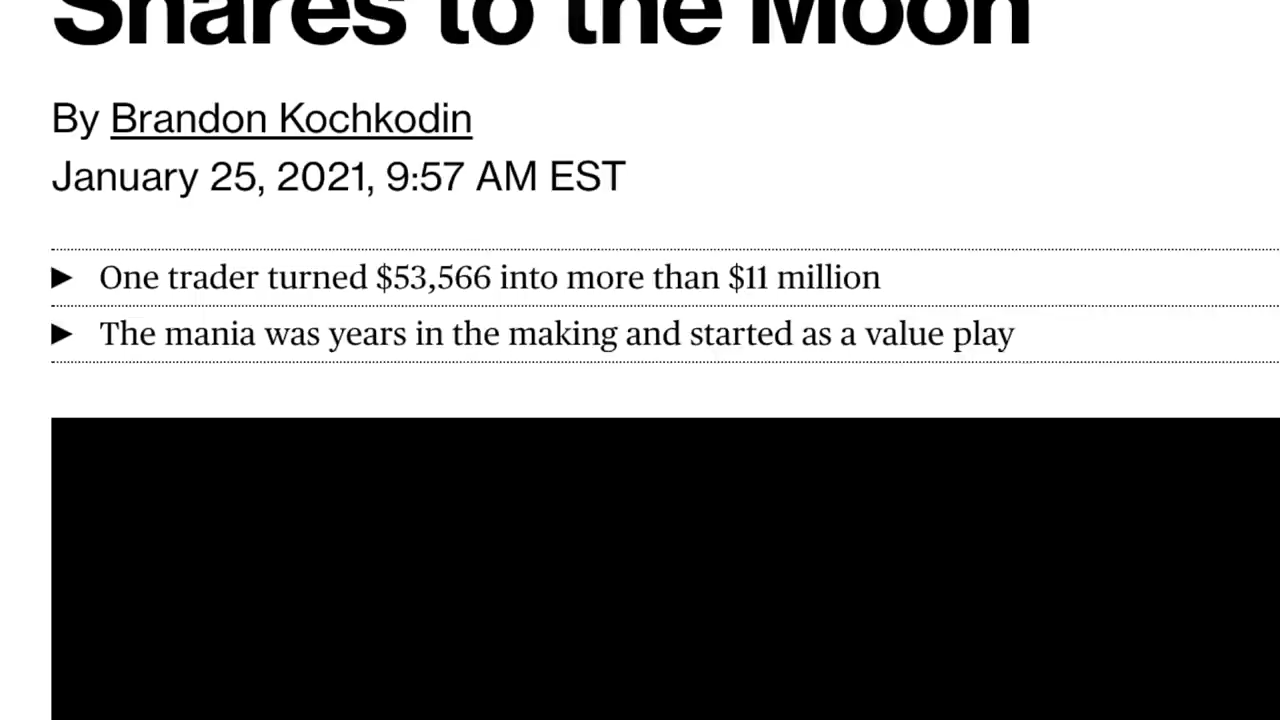 Shares to the Moon
By Brandon Kochkodin
January 25, 2021, 9:57 AM EST
▶ One trader turned $53,566 into more than $11 million
▶ The mania was years in the making and started as a value play